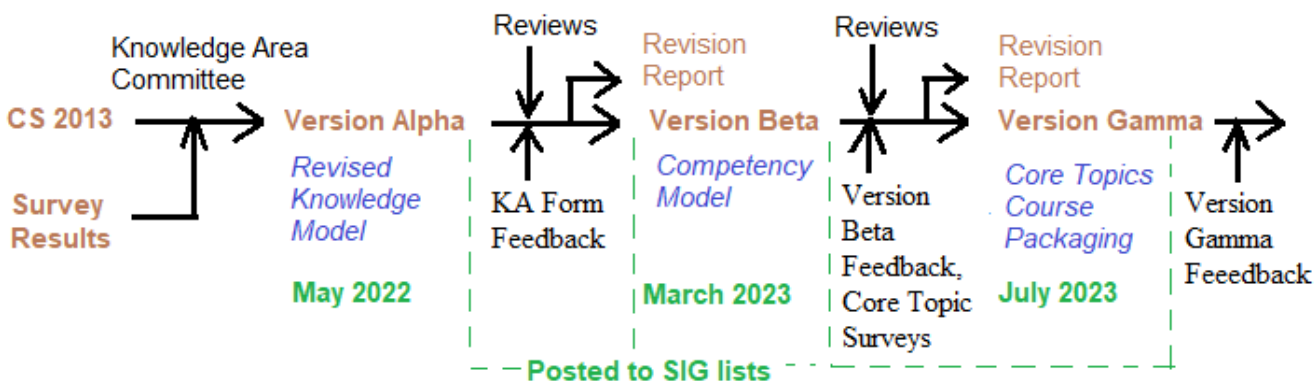 Knowledge Area
Committee
CS 2013
Survey
Results
Version Alpha
Revised
Knowledge
Model
May 2022
Reviews
KA Form
Feedback
Revision
Report
Version Beta
Competency
Model
March 2023
Reviews
Version
Beta
Feedback,
Core Topic
Surveys
Revision
Report
Version Gamma
Core Topics
Course
Packaging
July 2023
Version
Gamma
Feeedback
Posted to SIG lists